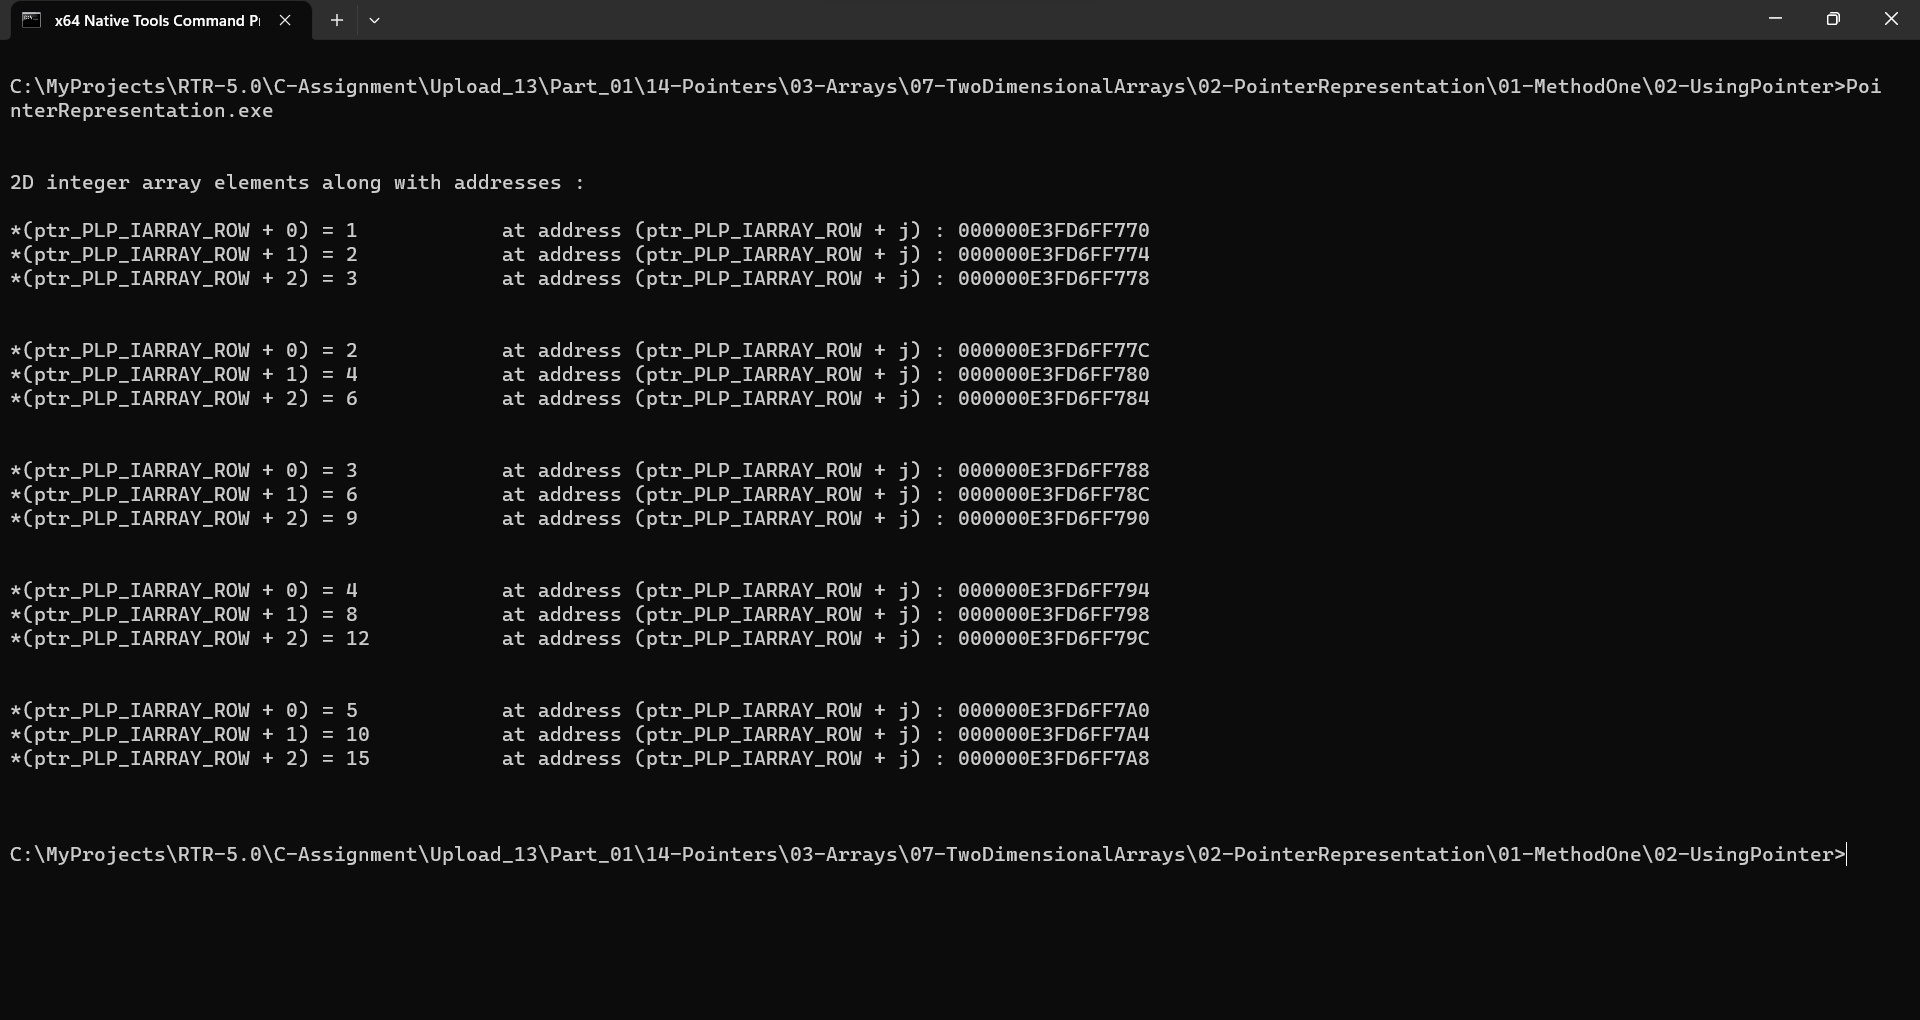 x64 Native Tools Command P
C:\MyProjects\RTR-5.0\C-Assignment\Upload_13\Part_01\14-Pointers\03-Arrays\07-TwoDimensionalArrays\02-PointerRepresentation\01-MethodOne\02-UsingPointer>Poi
nterRepresentation.exe
2D integer array elements along with addresses :
*(ptr_PLP_IARRAY_ROW + 0) = 1 at address (ptr_PLP_IARRAY_ROW + j) : 000000E3FD6FF770
*(ptr_PLP_IARRAY_ROW + 1) = 2 at address (ptr_PLP_IARRAY_ROW + j) : 000000E3FD6FF774
*(ptr_PLP_IARRAY_ROW + 2) = 3 at address (ptr_PLP_IARRAY_ROW + j) : 000000E3FD6FF778
*(ptr_PLP_IARRAY_ROW + 0) = 2 at address (ptr_PLP_IARRAY_ROW + j) : 000000E3FD6FF77C
*(ptr_PLP_IARRAY_ROW + 1) = 4 at address (ptr_PLP_IARRAY_ROW + j) : 000000E3FD6FF780
*(ptr_PLP_IARRAY_ROW + 2) = 6 at address (ptr_PLP_IARRAY_ROW + j) : 000000E3FD6FF784
*(ptr_PLP_IARRAY_ROW + 0) = 3 at address (ptr_PLP_IARRAY_ROW + j) : 000000E3FD6FF788
*(ptr_PLP_IARRAY_ROW + 1) = 6 at address (ptr_PLP_IARRAY_ROW + j) : 000000E3FD6FF78C
*(ptr_PLP_IARRAY_ROW + 2) = 9 at address (ptr_PLP_IARRAY_ROW + j) : 000000E3FD6FF790
*(ptr_PLP_IARRAY_ROW + 0) = 4 at address (ptr_PLP_IARRAY_ROW + j) : 000000E3FD6FF794
*(ptr_PLP_IARRAY_ROW + 1) = 8 at address (ptr_PLP_IARRAY_ROW + j) : 000000E3FD6FF798
*(ptr_PLP_IARRAY_ROW + 2) = 12 at address (ptr_PLP_IARRAY_ROW + j) : 000000E3FD6FF79C
*(ptr_PLP_IARRAY_ROW + 0) = 5 at address (ptr_PLP_IARRAY_ROW + j) : 000000E3FD6FF7A0
*(ptr_PLP_IARRAY_ROW + 1) = 10 at address (ptr_PLP_IARRAY_ROW + j) : 000000E3FD6FF7A4
*(ptr_PLP_IARRAY_ROW + 2) = 15 at address (ptr_PLP_IARRAY_ROW + j) : 000000E3FD6FF7A8
C:\MyProjects\RTR-5.0\C-Assignment\Upload_13\Part_01\14-Pointers\03-Arrays\07-TwoDimensionalArrays\02-PointerRepresentation\01-MethodOne\02-UsingPointer>